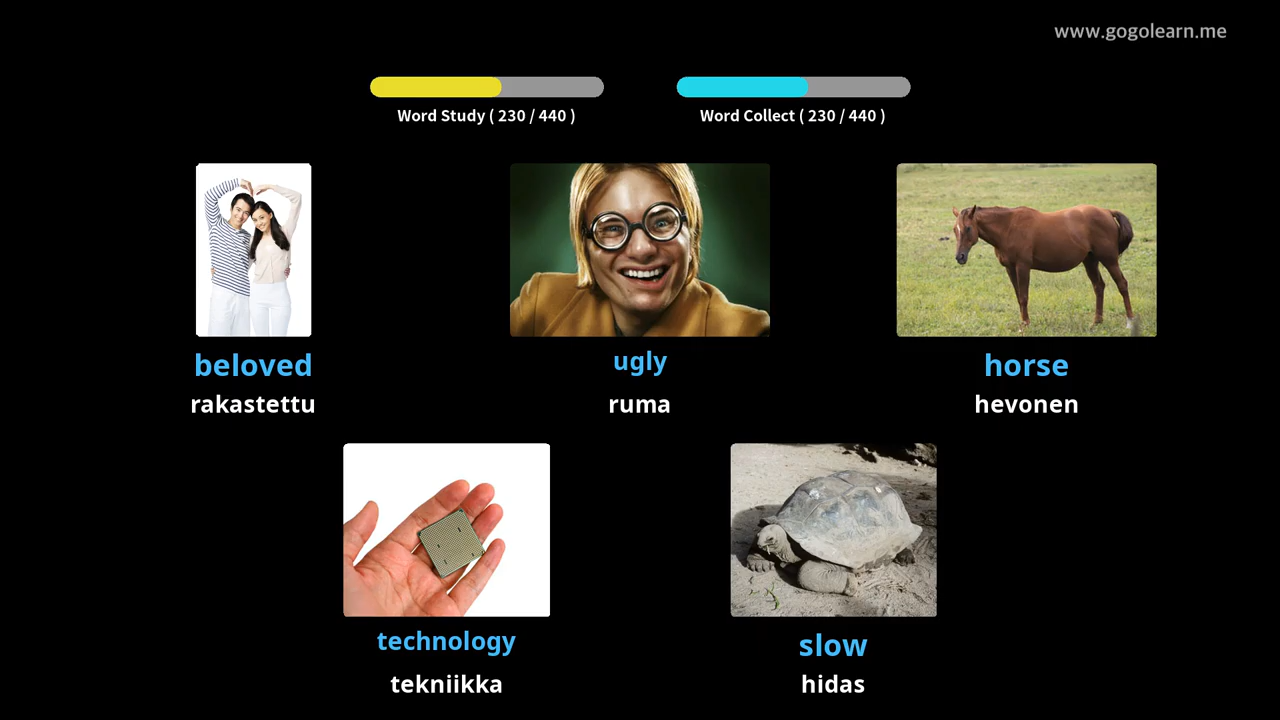 www.gogolearn.me
Word Study ( 230 / 440 )
Word Collect ( 230 / 440 )
beloved
rakastettu
ugly
ruma
horse
hevonen
technology
tekniikka
slow
hidas